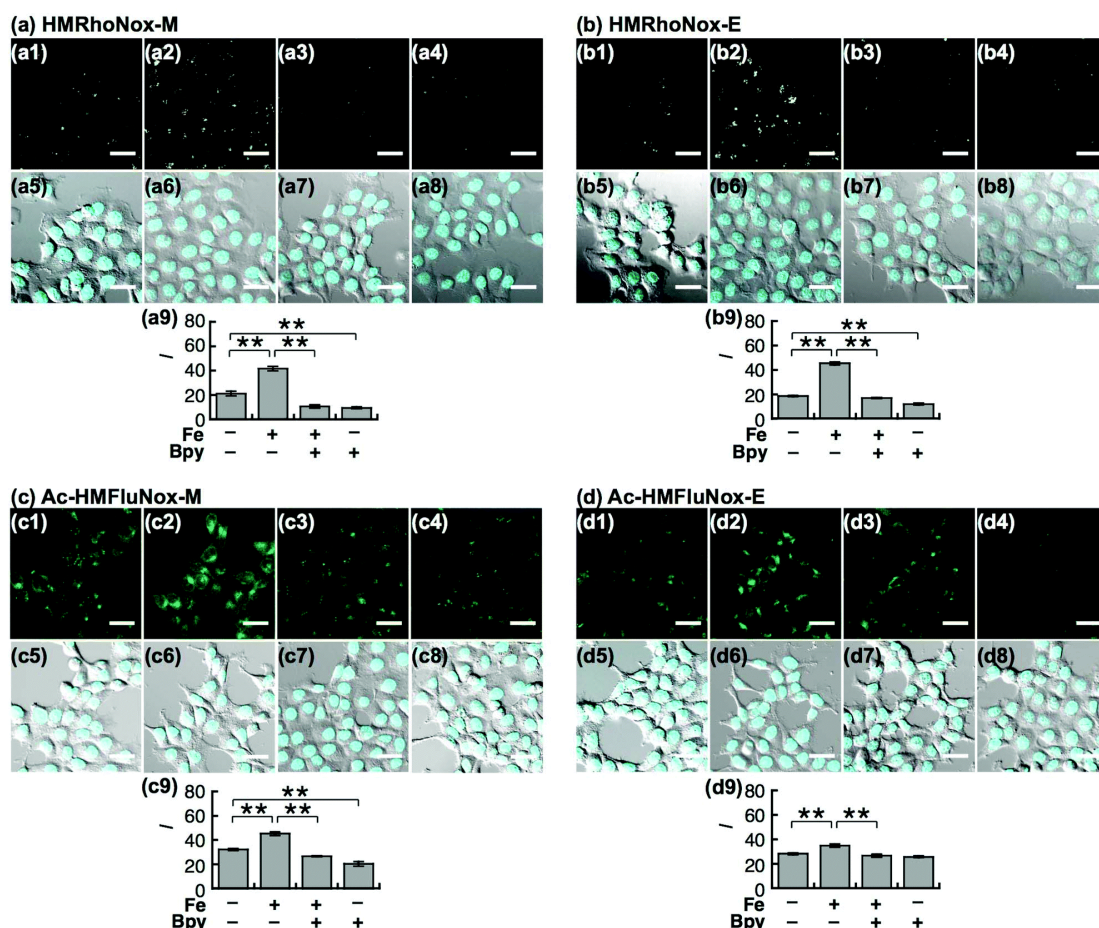 (a) HMRhoNox-M
(a1) (a2) (a3) (a4)
(a5) (a6) (a7) (a8)
(a9)
80
60
40
20
0
I
** ** **
Fe – + + –
Bpy – – + +
(b) HMRhoNox-E
(b1) (b2) (b3) (b4)
(b5) (b6) (b7) (b8)
(b9)
80
60
40
20
0
I
** ** **
Fe – + + –
Bpy – – + +
(c) Ac-HMFluNox-M
(c1) (c2) (c3) (c4)
(c5) (c6) (c7) (c8)
(c9)
80
60
40
20
0
I
** ** **
Fe – + + –
Bpy – – + +
(d) Ac-HMFluNox-E
(d1) (d2) (d3) (d4)
(d5) (d6) (d7) (d8)
(d9)
80
60
40
20
0
I
** **
Fe – + + –
Bpy – – + +